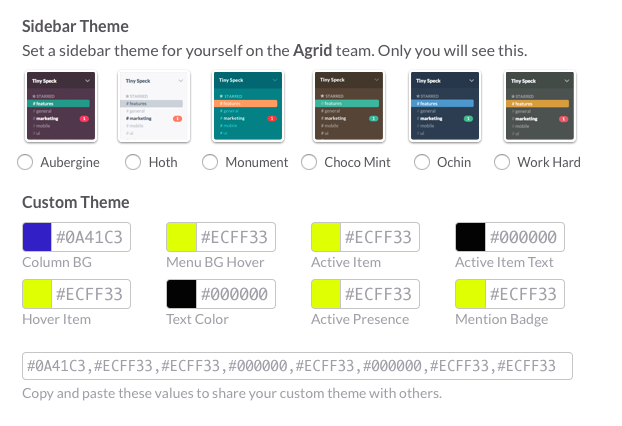 Sidebar Theme
Set a sidebar theme for yourself on the Agrid team. Only you will see this.
Tiny Speck Tiny Speck Tiny Speck Tiny Speck Tiny Speck Tiny Speck
★ STARRED ★ STARRED ★ STARRED ★ STARRED ★ STARRED ★ STARRED
# features # features # features # features # features # features
# general # general # general # general # general # general
# marketing 1 # marketing 1 # marketing 1 # marketing 1 # marketing 1 # marketing 1
# mobile # mobile # mobile # mobile # mobile # mobile
# ui # ui # ui # ui # ui # ui
Aubergine Hoth Monument Choco Mint Ochin Work Hard
Custom Theme
#0A41C3 #ECFF33 #ECFF33 #000000
Column BG Menu BG Hover Active Item Active Item Text
#ECFF33 #000000 #ECFF33 #ECFF33
Hover Item Text Color Active Presence Mention Badge
#0A41C3,#ECFF33,#ECFF33,#000000,#ECFF33,#000000,#ECFF33,#ECFF33
Copy and paste these values to share your custom theme with others.